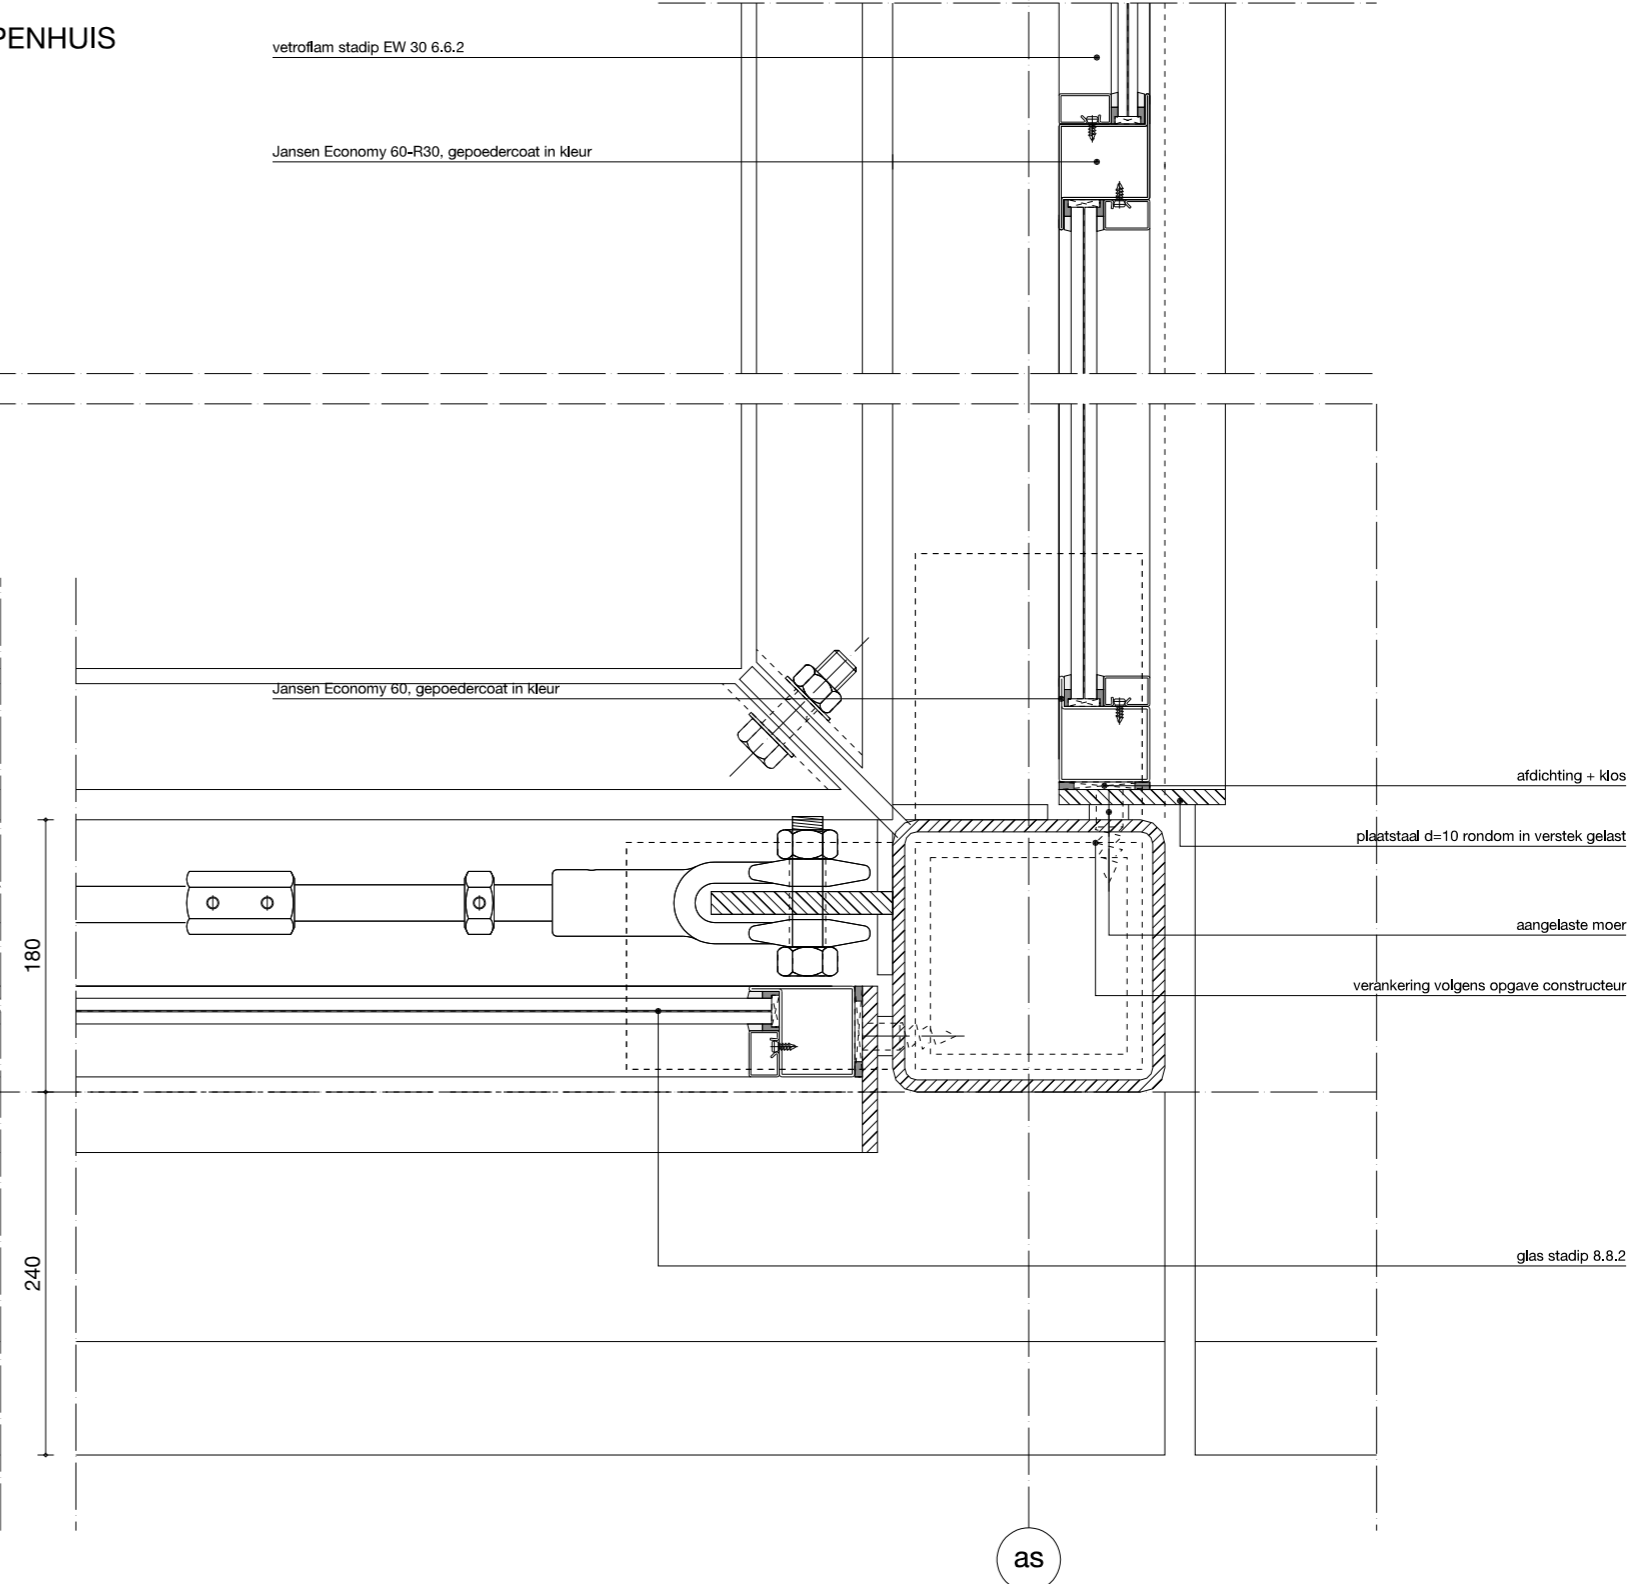 PENHUIS
vetroflam stadip EW 30 6.6.2
Jansen Economy 60-R30, gepoedercoat in kleur
Jansen Economy 60, gepoedercoat in kleur
afdichting + klos
plaatstaal d=10 rondom in verstek gelast
aangelaste moer
verankering volgens opgave constructeur
180
240
glas stadip 8.8.2
as